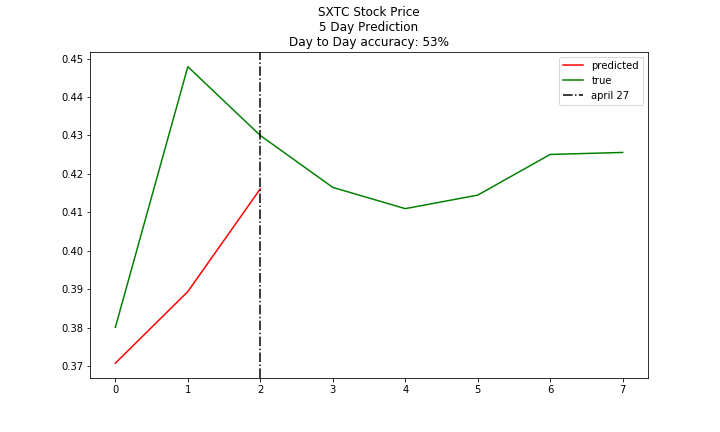 SXTC Stock Price
5 Day Prediction
Day to Day accuracy: 53%
predicted
true
april 27
0.45
0.44
0.43
0.42
0.41
0.40
0.39
0.38
0.37
0 1 2 3 4 5 6 7